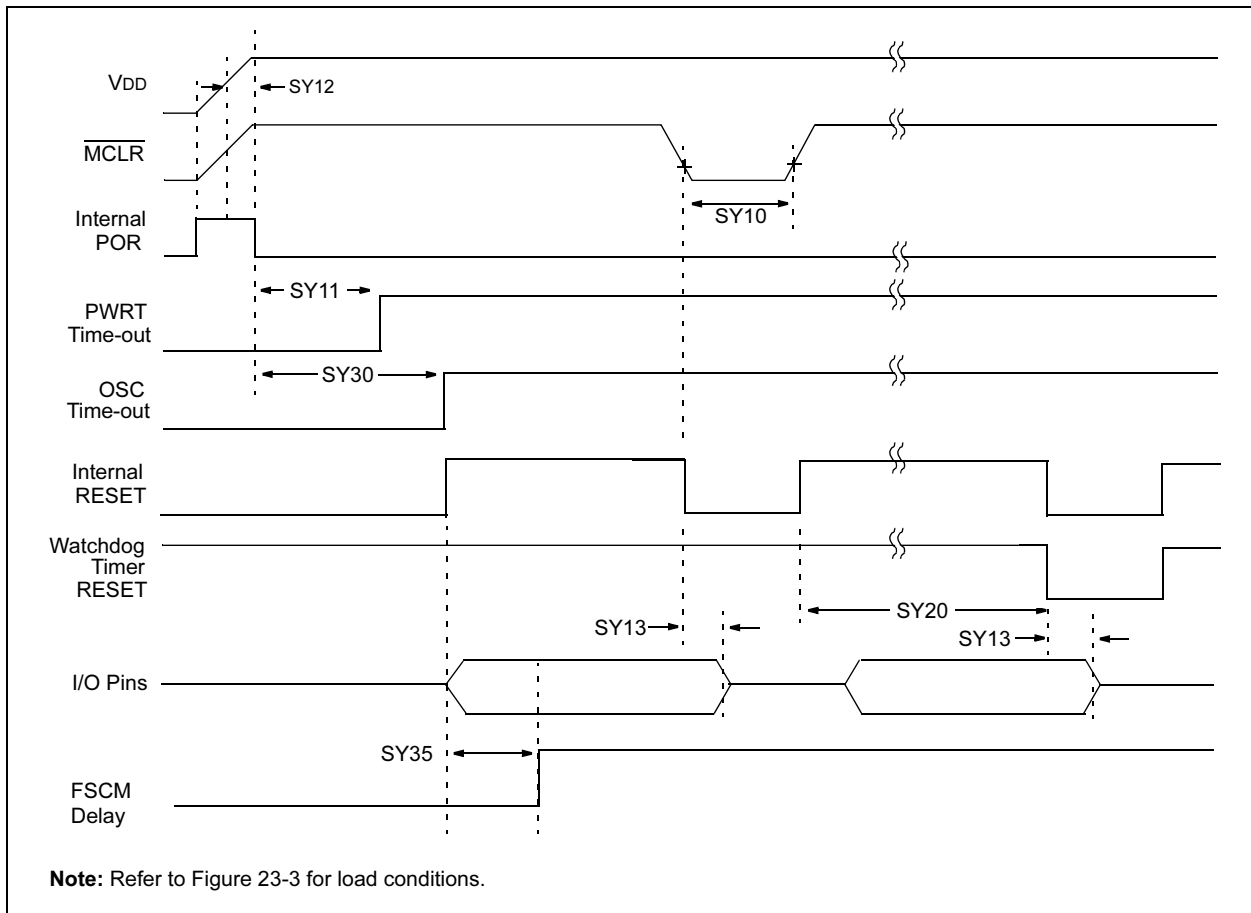 VDD
SY12
MCLR
SY10
Internal
POR
SY11
PWRT
Time-out
SY30
OSC
Time-out
Internal
RESET
Watchdog
Timer
RESET
SY20
SY13
SY13
I/O Pins
SY35
FSCM
Delay
Note: Refer to Figure 23-3 for load conditions.